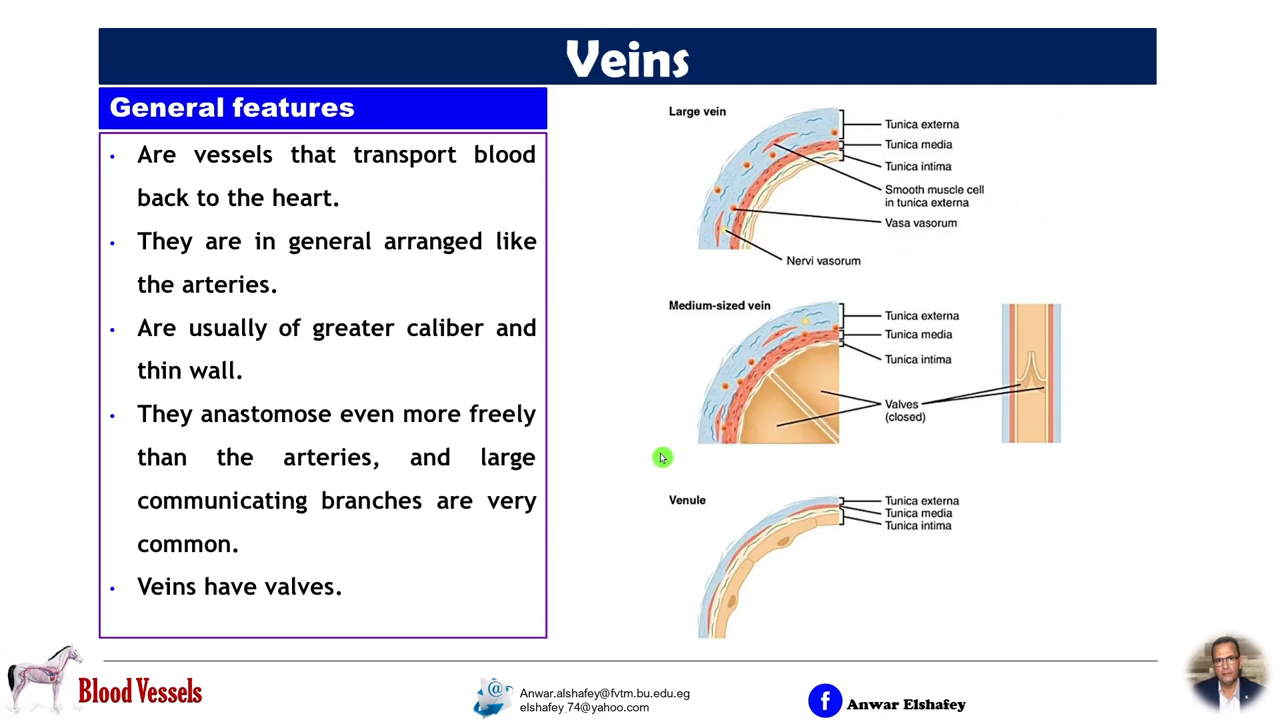 Veins
General features
• Are vessels that transport blood
back to the heart.
• They are in general arranged like
the arteries.
• Are usually of greater caliber and
thin wall.
• They anastomose even more freely
than the arteries, and large
communicating branches are very
common.
• Veins have valves.
Large vein
Tunica externa
Tunica media
Tunica intima
Smooth muscle cell
in tunica externa
Vasa vasorum
Nervi vasorum
Medium-sized vein
Tunica externa
Tunica media
Tunica intima
Valves
(closed)
Venule
Tunica externa
Tunica media
Tunica intima
Blood Vessels
@
Anwar.alshafey@fvtm.bu.edu.eg
elshafey_74@yahoo.com
f
Anwar Elshafey